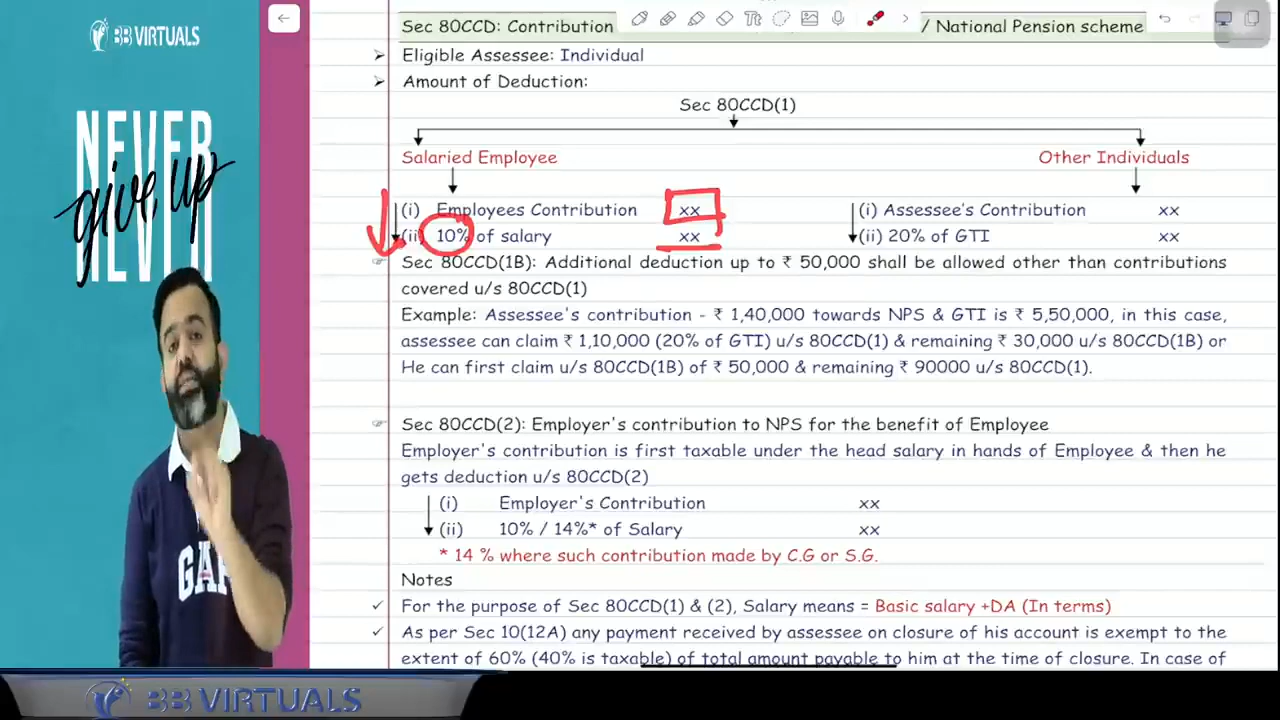 BB VIRTUALS
NEVER
give up
NEVER
GAP
Sec 80CCD: Contribution / National Pension scheme
Eligible Assessee: Individual
Amount of Deduction:
Sec 80CCD(1)
Salaried Employee
(i) Employees Contribution xx
(ii) 10% of salary xx
Other Individuals
(i) Assessee's Contribution xx
(ii) 20% of GTI xx
Sec 80CCD(1B): Additional deduction up to ₹ 50,000 shall be allowed other than contributions
covered u/s 80CCD(1)
Example: Assessee's contribution - ₹ 1,40,000 towards NPS & GTI is ₹ 5,50,000, in this case,
assessee can claim ₹ 1,10,000 (20% of GTI) u/s 80CCD(1) & remaining ₹ 30,000 u/s 80CCD(1B) or
He can first claim u/s 80CCD(1B) of ₹ 50,000 & remaining ₹ 90000 u/s 80CCD(1).
Sec 80CCD(2): Employer's contribution to NPS for the benefit of Employee
Employer's contribution is first taxable under the head salary in hands of Employee & then he
gets deduction u/s 80CCD(2)
(i) Employer's Contribution xx
(ii) 10% / 14%* of Salary xx
* 14 % where such contribution made by C.G or S.G.
Notes
For the purpose of Sec 80CCD(1) & (2), Salary means = Basic salary +DA (In terms)
As per Sec 10(12A) any payment received by assessee on closure of his account is exempt to the
extent of 60% (40% is taxable) of total amount payable to him at the time of closure. In case of
BB VIRTUALS